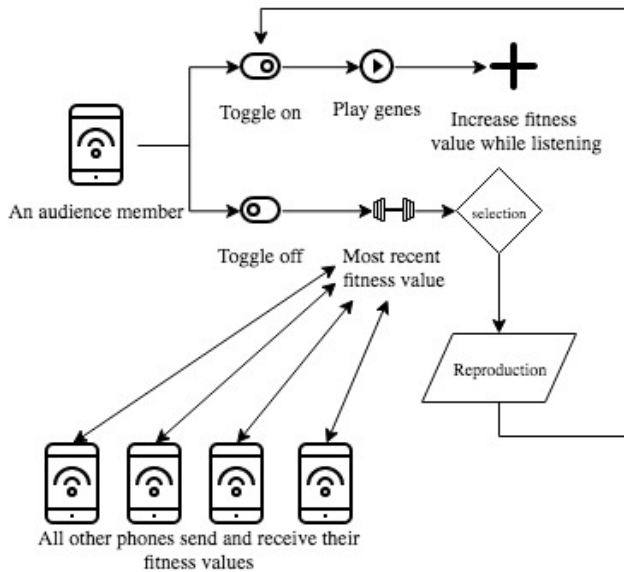 Toggle on
Play genes
Increase fitness
value while listening
An audience member
selection
Toggle off
Most recent
fitness value
Reproduction
All other phones send and receive their
fitness values